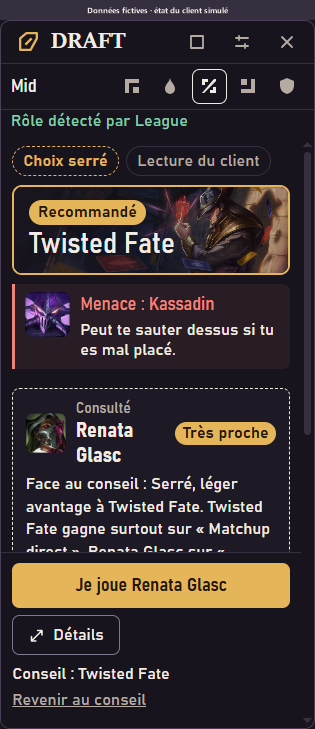 Données fictives · état du client simulé
DRAFT
Mid
Rôle détecté par League
Choix serré
Lecture du client
Recommandé
Twisted Fate
Menace : Kassadin
Peut te sauter dessus si tu
es mal placé.
Consulté
Renata
Glasc
Très proche
Face au conseil : Serré, léger
avantage à Twisted Fate. Twisted
Fate gagne surtout sur « Matchup
direct ». Renata Glasc sur «
Je joue Renata Glasc
Détails
Conseil : Twisted Fate
Revenir au conseil